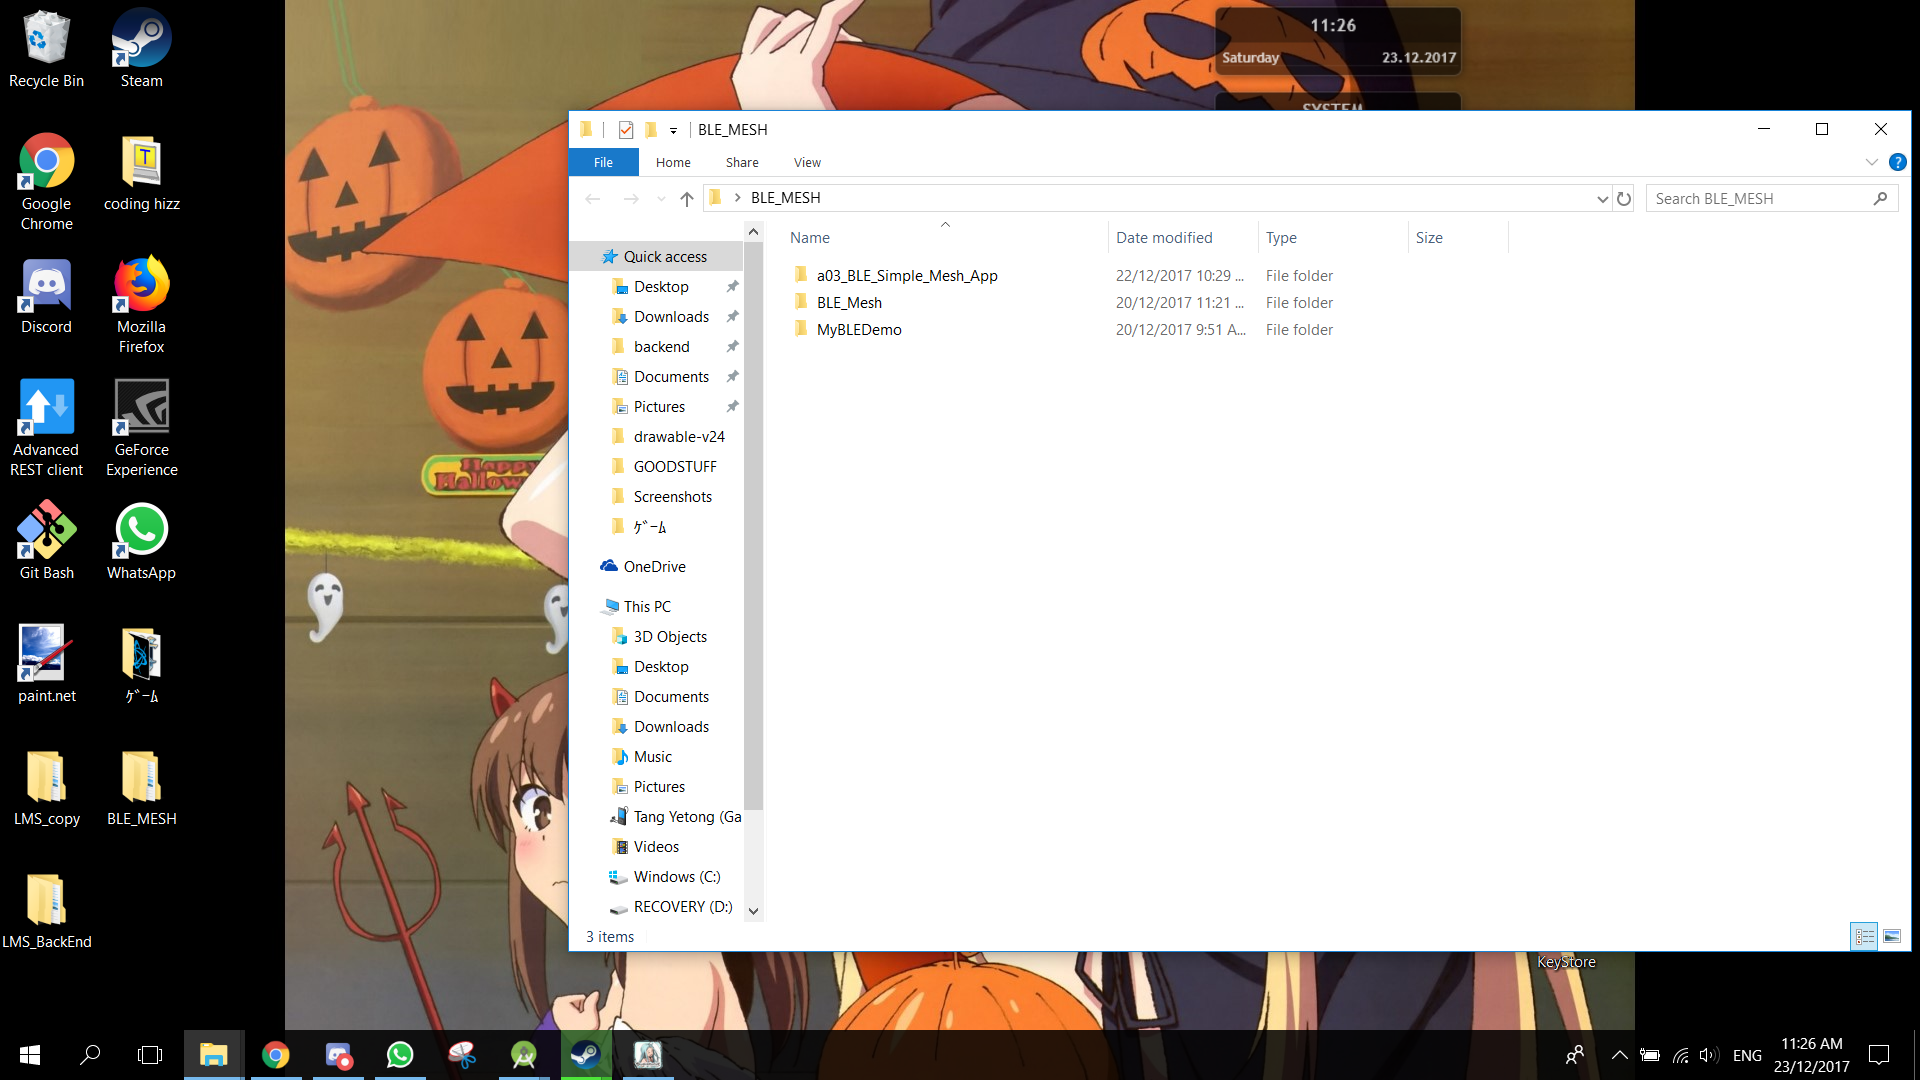 Recycle Bin
Steam
Google
Chrome
coding hizz
Discord
Mozilla
Firefox
Advanced
REST client
GeForce
Experience
Git Bash
WhatsApp
paint.net
ｹﾞｰﾑ
LMS_copy
BLE_MESH
LMS_BackEnd
11:26
Saturday 23.12.2017
SYSTEM
Happy
Halloween
BLE_MESH
File Home Share View
BLE_MESH
Search BLE_MESH
Name Date modified Type Size
a03_BLE_Simple_Mesh_App 22/12/2017 10:29 ... File folder
BLE_Mesh 20/12/2017 11:21 ... File folder
MyBLEDemo 20/12/2017 9:51 A... File folder
Quick access
Desktop
Downloads
backend
Documents
Pictures
drawable-v24
GOODSTUFF
Screenshots
ｹﾞｰﾑ
OneDrive
This PC
3D Objects
Desktop
Documents
Downloads
Music
Pictures
Tang Yetong (Ga
Videos
Windows (C:)
RECOVERY (D:)
3 items
KeyStore
ENG
11:26 AM
23/12/2017